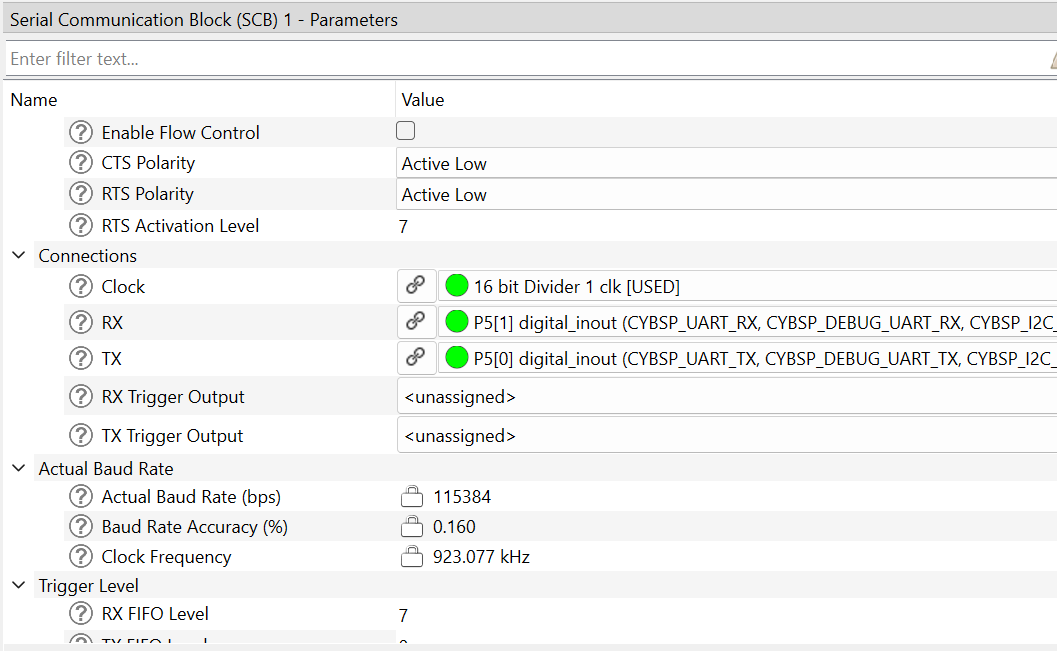 Serial Communication Block (SCB) 1 - Parameters
Enter filter text...
Name Value
Enable Flow Control
CTS Polarity Active Low
RTS Polarity Active Low
RTS Activation Level 7
Connections
Clock 16 bit Divider 1 clk [USED]
RX P5[1] digital_inout (CYBSP_UART_RX, CYBSP_DEBUG_UART_RX, CYBSP_I2C_
TX P5[0] digital_inout (CYBSP_UART_TX, CYBSP_DEBUG_UART_TX, CYBSP_I2C_
RX Trigger Output <unassigned>
TX Trigger Output <unassigned>
Actual Baud Rate
Actual Baud Rate (bps) 115384
Baud Rate Accuracy (%) 0.160
Clock Frequency 923.077 kHz
Trigger Level
RX FIFO Level 7
TX FIFO Level